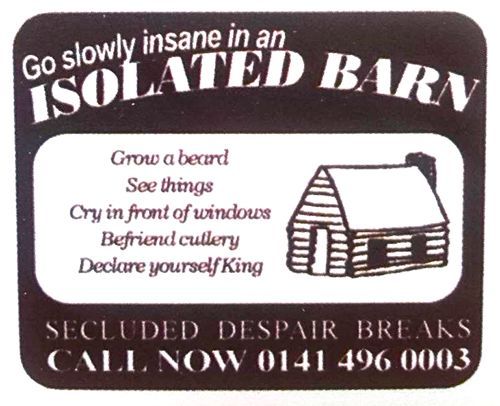 Go slowly insane in an
ISOLATED BARN
Grow a beard
See things
Cry in front of windows
Befriend cutlery
Declare yourself King
SECLUDED DESPAIR BREAKS
CALL NOW 0141 496 0003